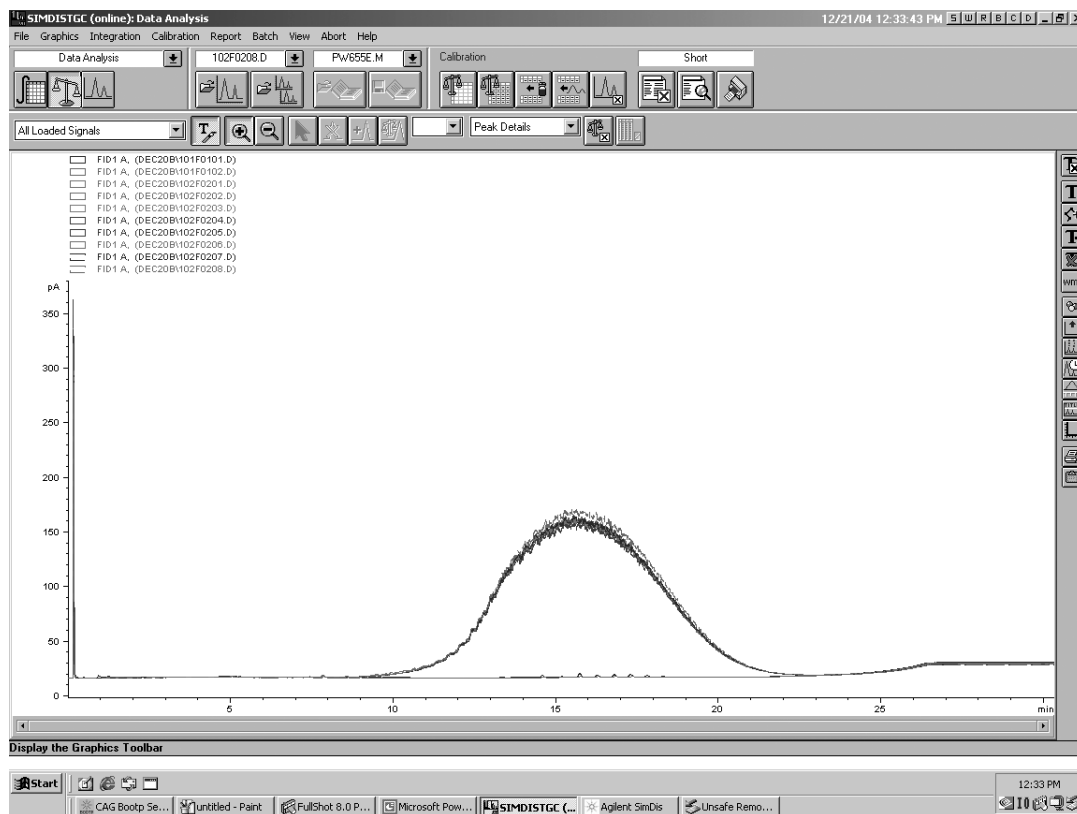 SIMDISTGC (online): Data Analysis
12/21/04 12:33:43 PM S W R B C D
File Graphics Integration Calibration Report Batch View Abort Help
Data Analysis 102F0208.D PW655E.M Calibration Short
All Loaded Signals Peak Details
FID1 A, (DEC20B\101F0101.D)
FID1 A, (DEC20B\101F0102.D)
FID1 A, (DEC20B\102F0201.D)
FID1 A, (DEC20B\102F0202.D)
FID1 A, (DEC20B\102F0203.D)
FID1 A, (DEC20B\102F0204.D)
FID1 A, (DEC20B\102F0205.D)
FID1 A, (DEC20B\102F0206.D)
FID1 A, (DEC20B\102F0207.D)
FID1 A, (DEC20B\102F0208.D)
pA
350
300
250
200
150
100
50
0
5 10 15 20 25 min
Display the Graphics Toolbar
Start
12:33 PM
CAG Bootp Se... untitled - Paint FullShot 8.0 P... Microsoft Pow... SIMDISTGC (... Agilent SimDis Unsafe Remo...